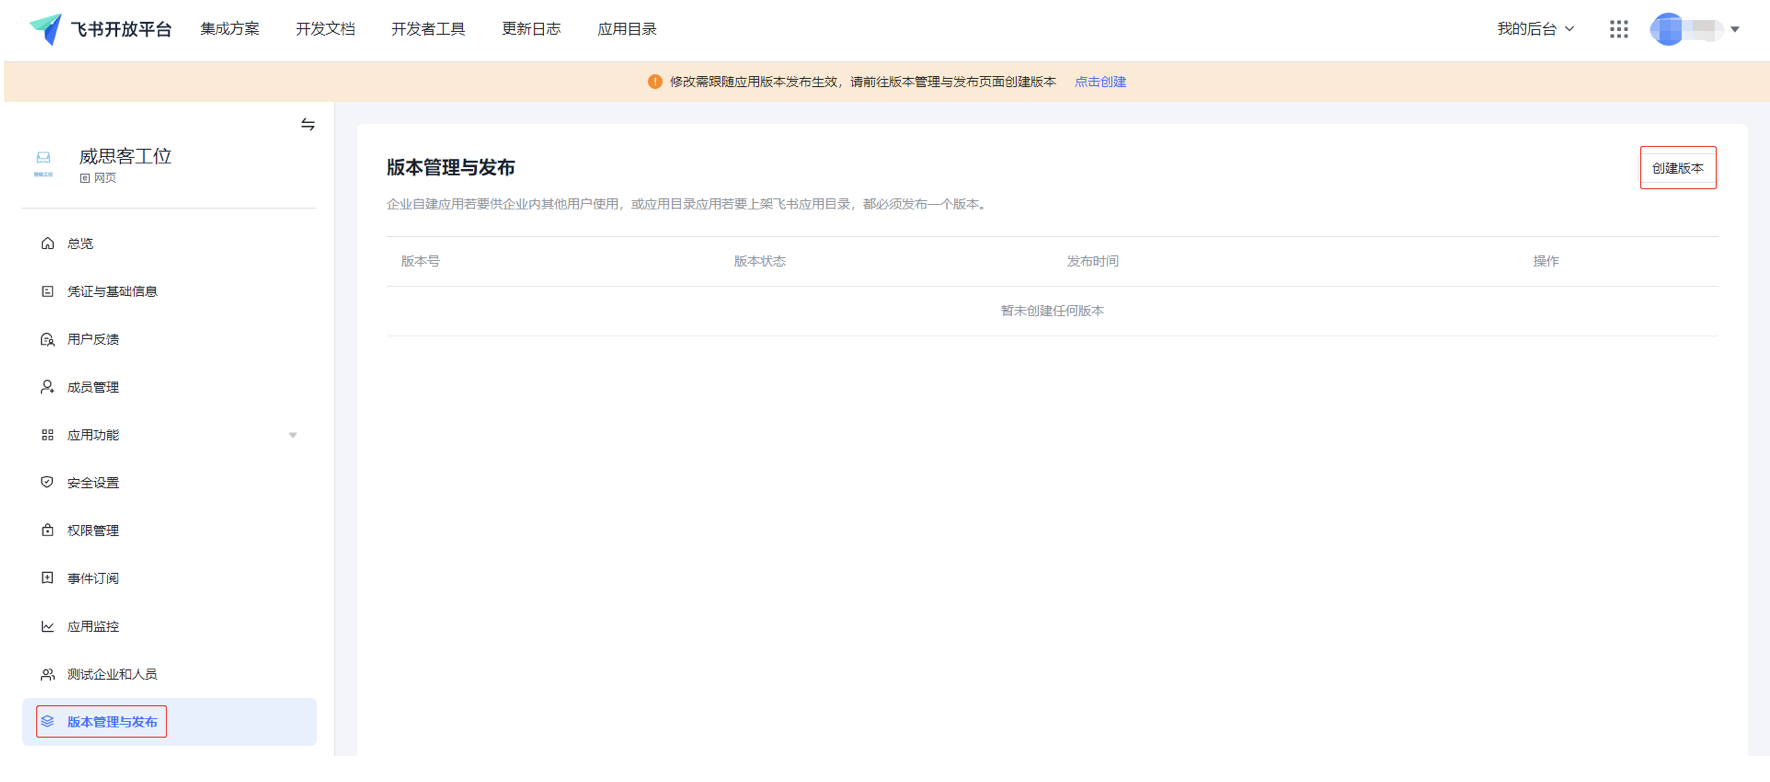 飞书开放平台 集成方案 开发文档 开发者工具 更新日志 应用目录 我的后台
修改需跟随应用版本发布生效，请前往版本管理与发布页面创建版本 点击创建
威思客工位
网页
总览
凭证与基础信息
用户反馈
成员管理
应用功能
安全设置
权限管理
事件订阅
应用监控
测试企业和人员
版本管理与发布
版本管理与发布
创建版本
企业自建应用若要供企业内其他用户使用，或应用目录应用若要上架飞书应用目录，都必须发布一个版本。
版本号 版本状态 发布时间 操作
暂未创建任何版本